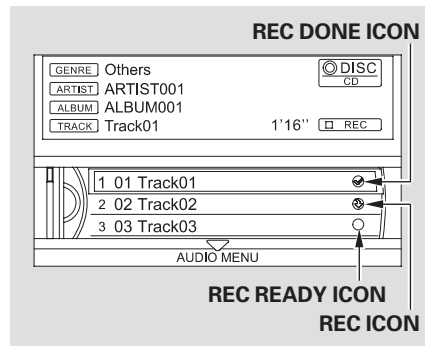 REC DONE ICON
GENRE Others
DISC
CD
ARTIST ARTIST001
ALBUM ALBUM001
TRACK Track01 1'16'' REC
1 01 Track01
2 02 Track02
3 03 Track03
AUDIO MENU
REC READY ICON
REC ICON